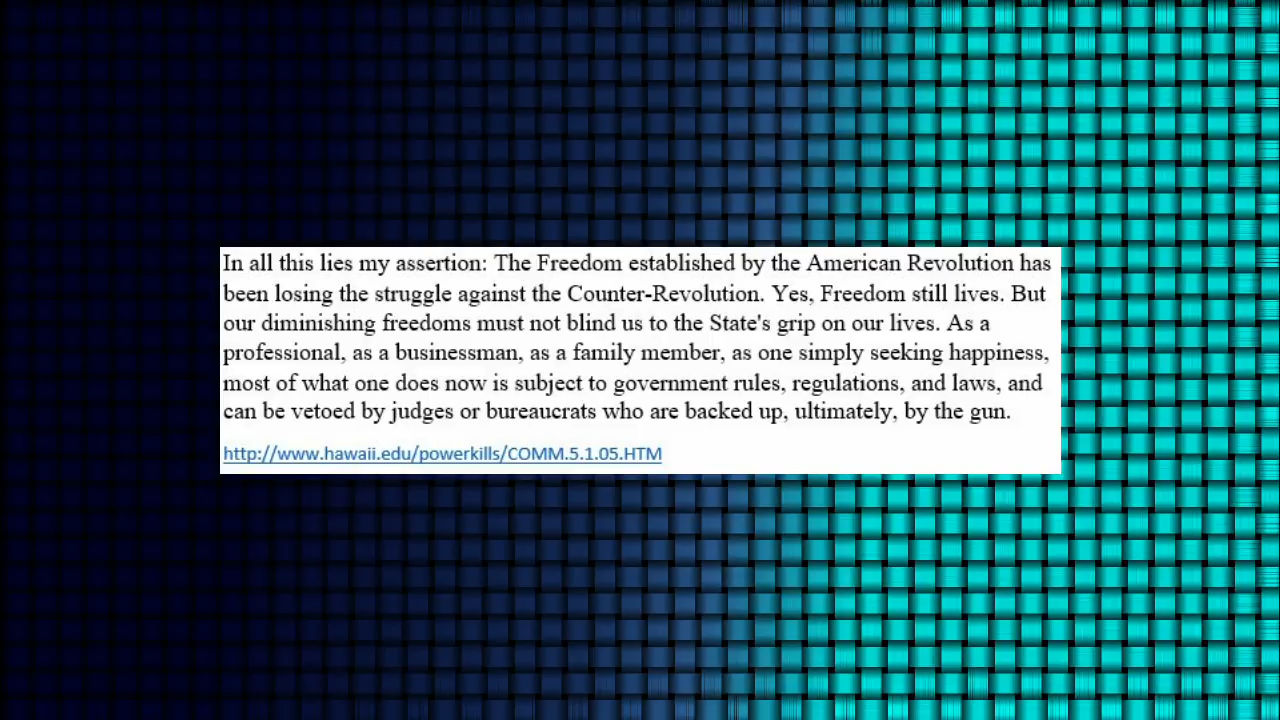 In all this lies my assertion: The Freedom established by the American Revolution has
been losing the struggle against the Counter-Revolution. Yes, Freedom still lives. But
our diminishing freedoms must not blind us to the State's grip on our lives. As a
professional, as a businessman, as a family member, as one simply seeking happiness,
most of what one does now is subject to government rules, regulations, and laws, and
can be vetoed by judges or bureaucrats who are backed up, ultimately, by the gun.
http://www.hawaii.edu/powerkills/COMM.5.1.05.HTM